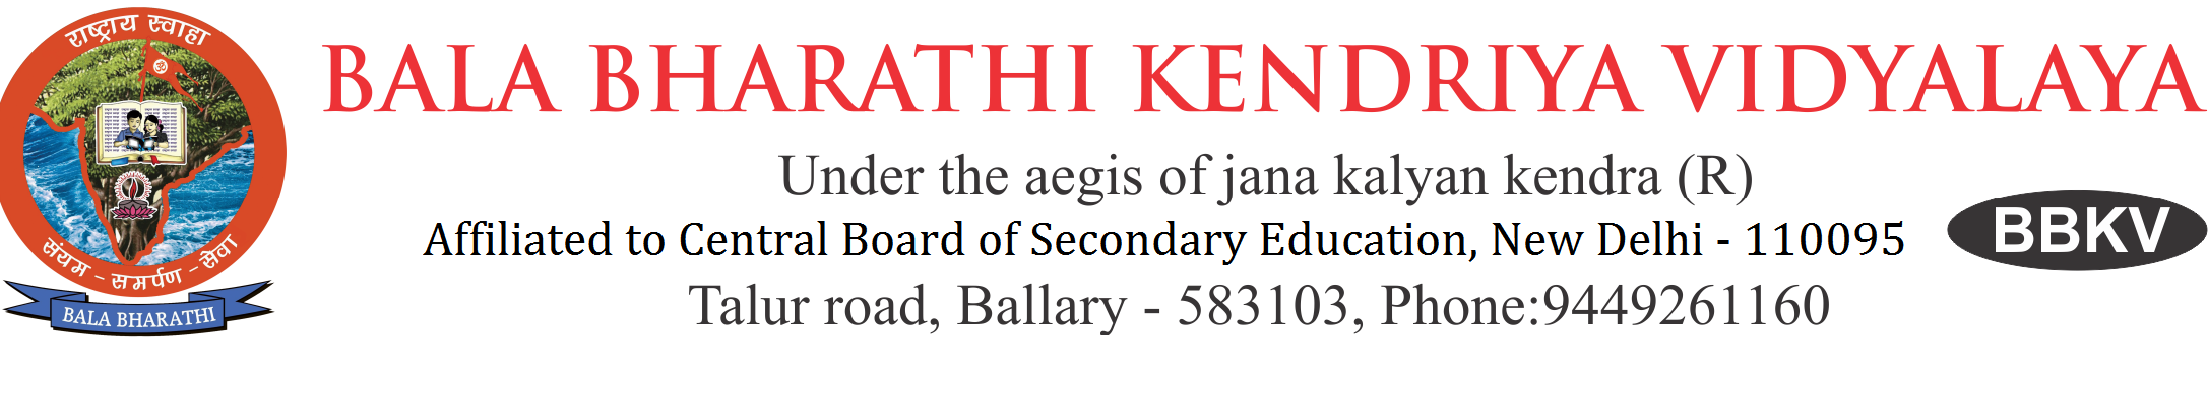 राष्ट्राय स्वाहा
संयम - समर्पण - सेवा
BALA BHARATHI
BALA BHARATHI KENDRIYA VIDYALAYA
Under the aegis of jana kalyan kendra (R)
Affiliated to Central Board of Secondary Education, New Delhi - 110095
BBKV
Talur road, Ballary - 583103, Phone:9449261160